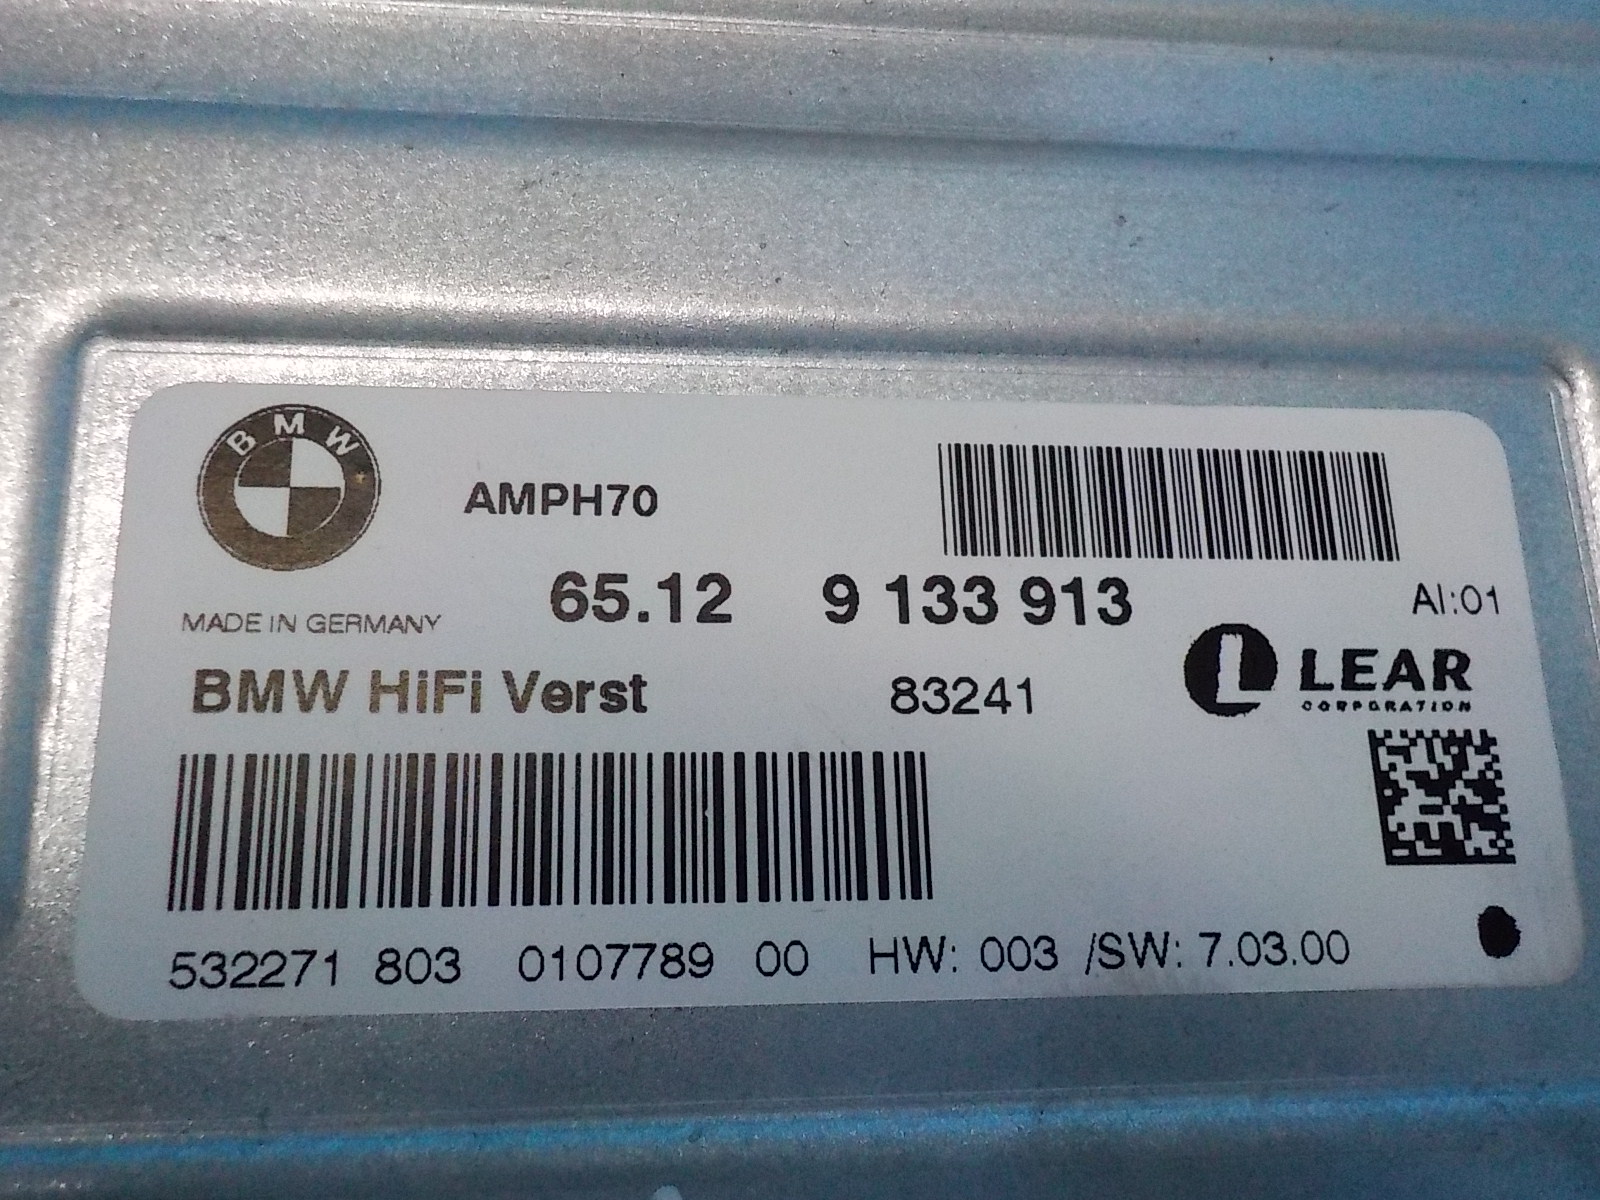 BMW
AMPH70
65.12 9 133 913
AI:01
MADE IN GERMANY
BMW HiFi Verst
83241
LEAR
CORPORATION
532271 803 0107789 00 HW: 003 /SW: 7.03.00